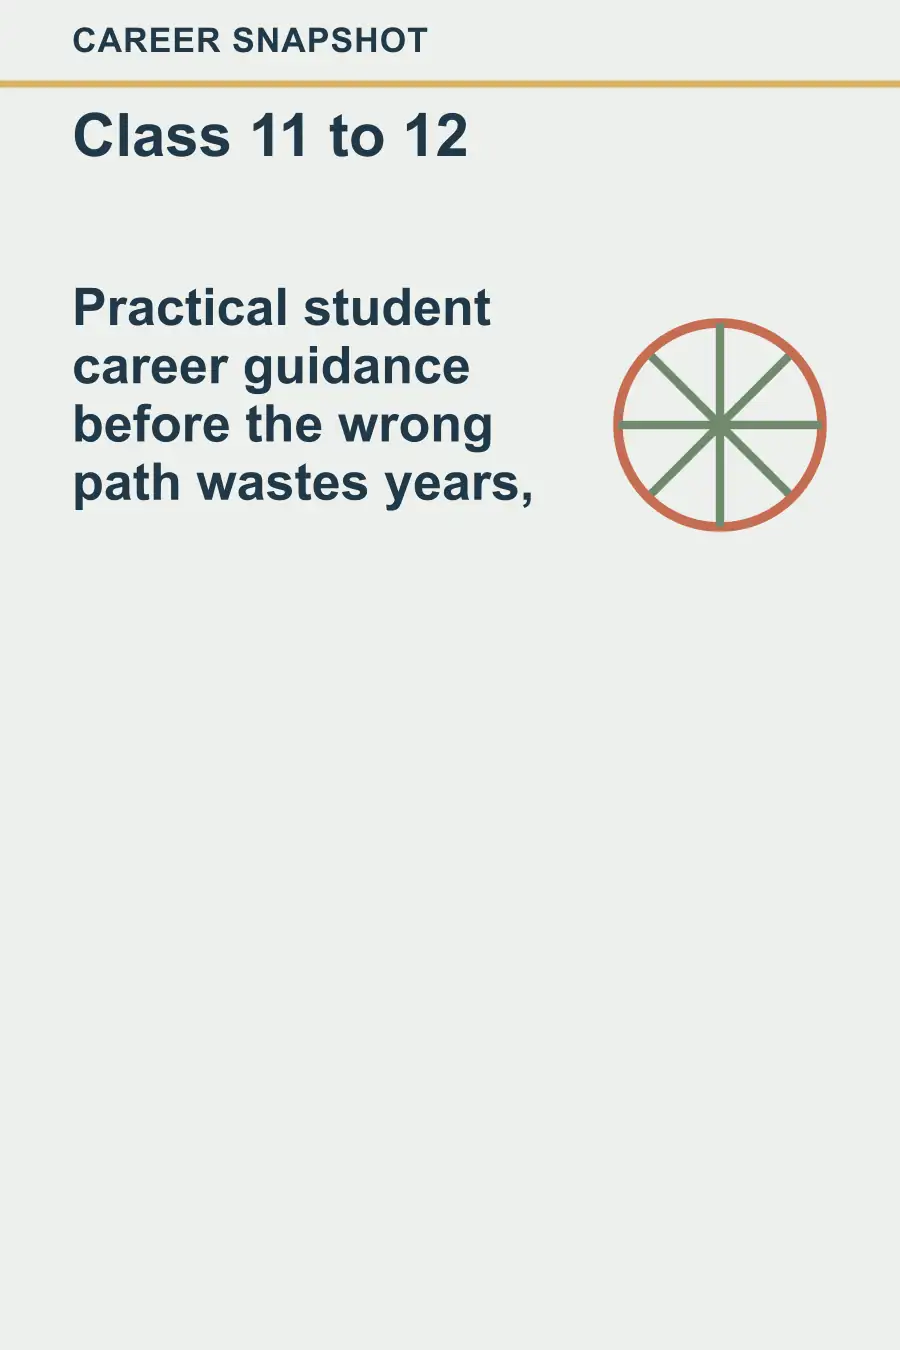 CAREER SNAPSHOT
Class 11 to 12
Practical student
career guidance
before the wrong
path wastes years,